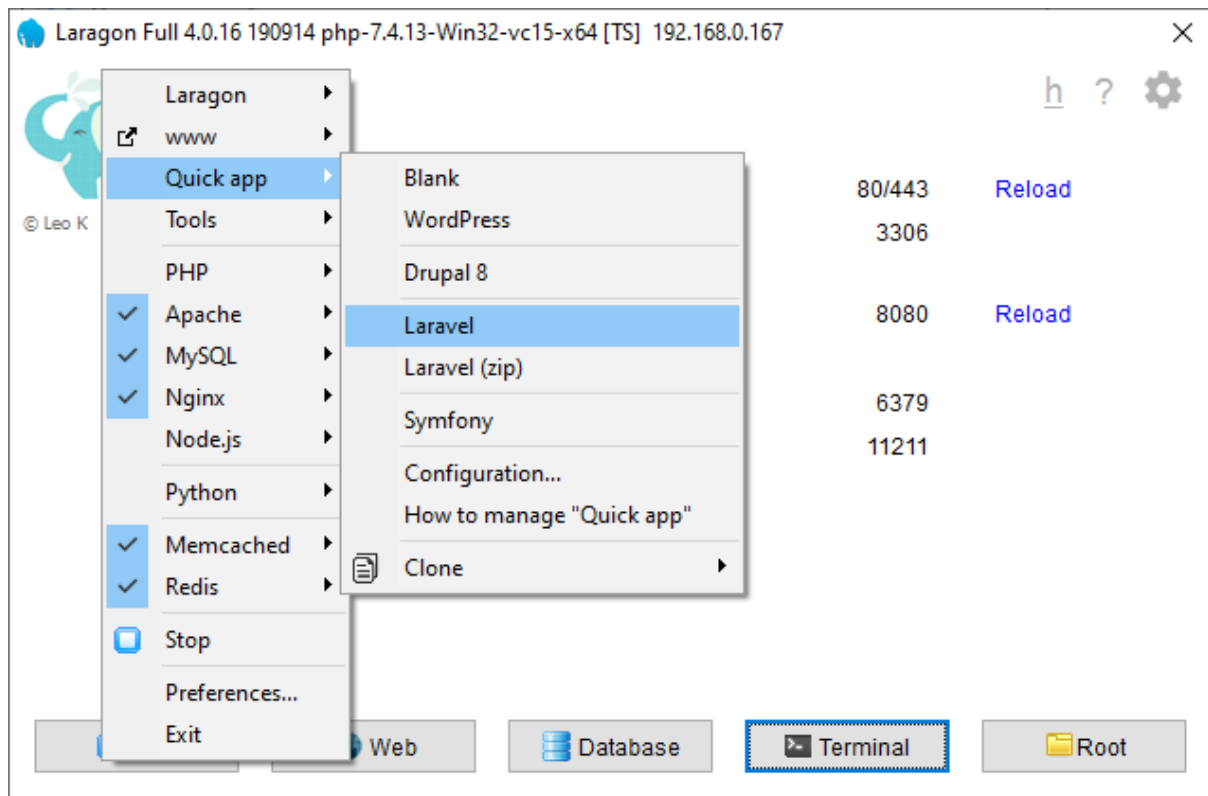 Laragon Full 4.0.16 190914 php-7.4.13-Win32-vc15-x64 [TS] 192.168.0.167
h ?
© Leo K
Laragon
www
Quick app
Tools
PHP
Apache
MySQL
Nginx
Node.js
Python
Memcached
Redis
Stop
Preferences...
Exit
Blank
WordPress
Drupal 8
Laravel
Laravel (zip)
Symfony
Configuration...
How to manage "Quick app"
Clone
80/443 Reload
3306
8080 Reload
6379
11211
Web
Database
Terminal
Root